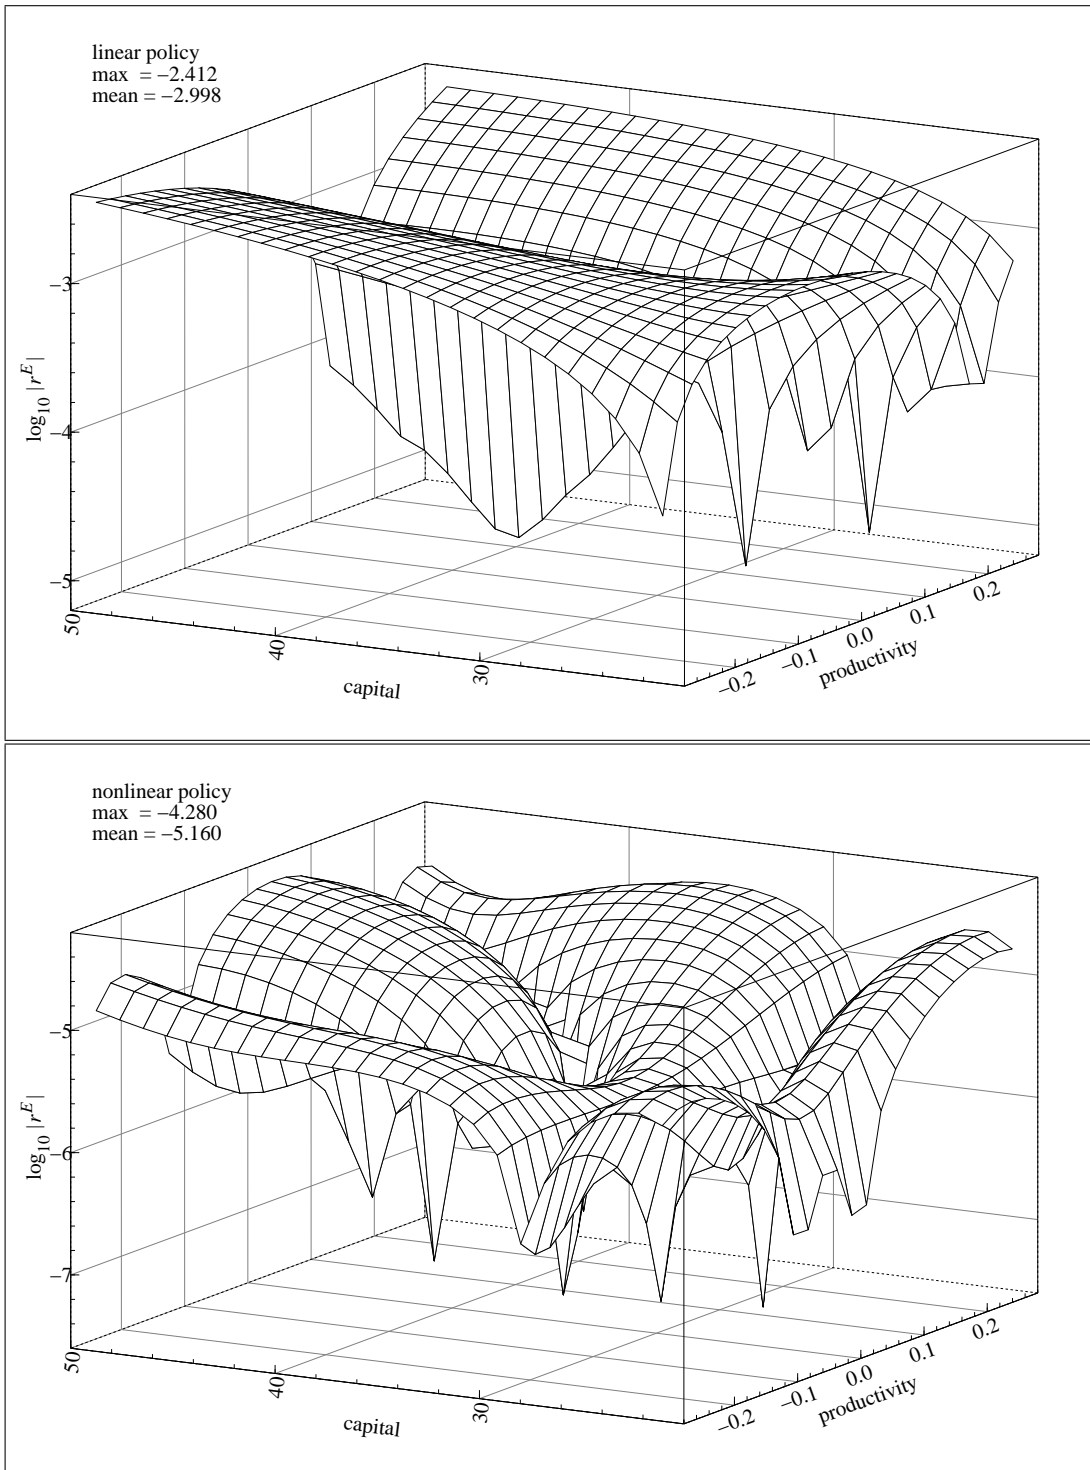 linear policy
max = −2.412
mean = −2.998
−3
−4
−5
log10 |r^E|
50
40
30
capital
−0.2
−0.1
0.0
0.1
0.2
productivity
nonlinear policy
max = −4.280
mean = −5.160
−5
−6
−7
log10 |r^E|
50
40
30
capital
−0.2
−0.1
0.0
0.1
0.2
productivity